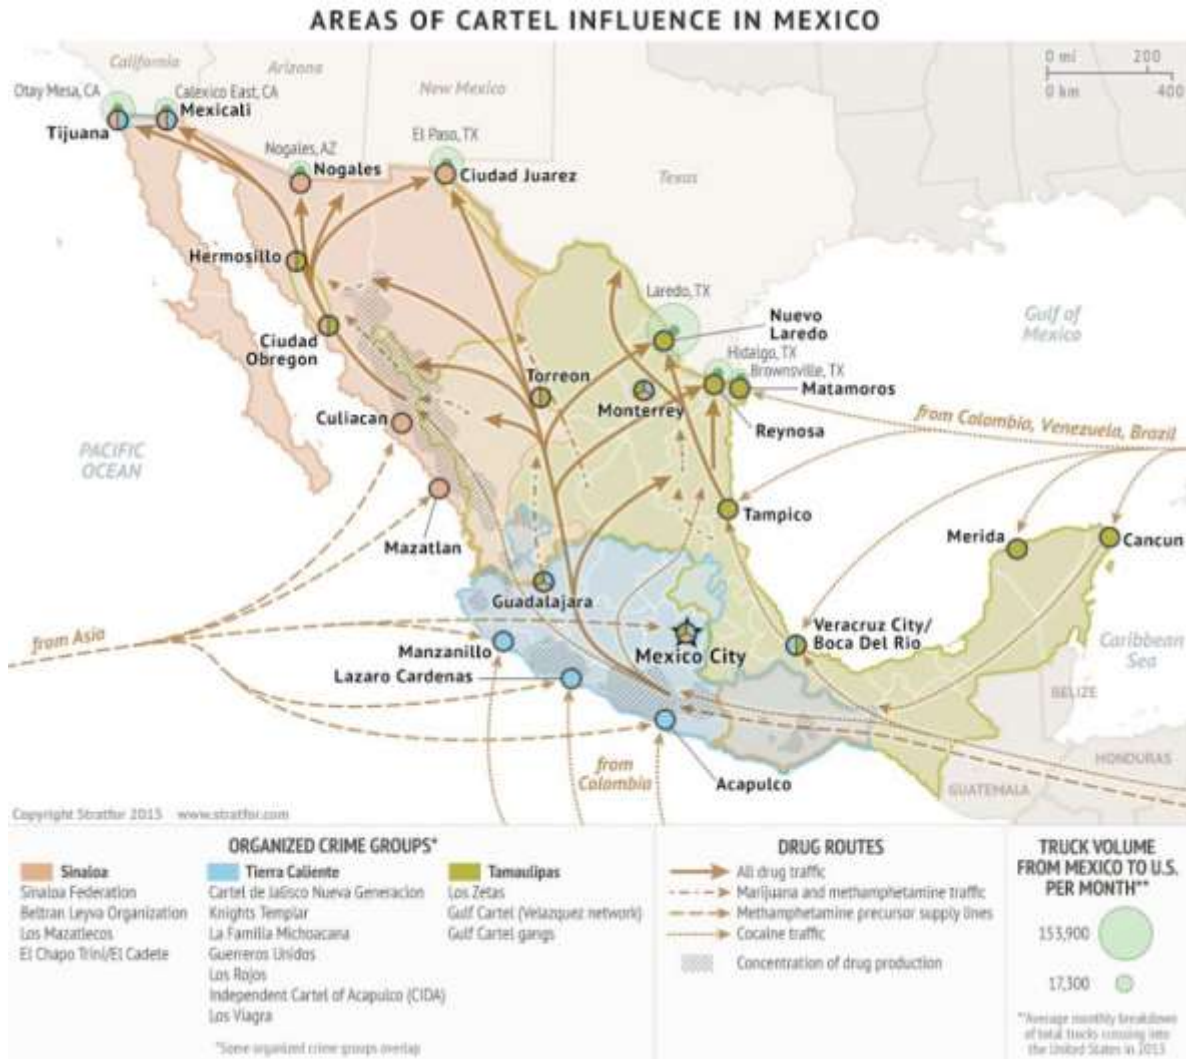 AREAS OF CARTEL INFLUENCE IN MEXICO
California
Arizona
New Mexico
Texas
0 mi 200
0 km 400
Otay Mesa, CA
Calexico East, CA
Mexicali
Tijuana
Nogales, AZ
Nogales
El Paso, TX
Ciudad Juarez
Hermosillo
Laredo, TX
Nuevo
Laredo
Gulf of
Mexico
Ciudad
Obregon
Hidalgo, TX
Brownsville, TX
Torreon
Monterrey
Matamoros
Culiacan
Reynosa
from Colombia, Venezuela, Brazil
PACIFIC
OCEAN
Tampico
Mazatlan
Merida
Cancun
Guadalajara
from Asia
Manzanillo
Mexico City
Veracruz City/
Boca Del Rio
Caribbean
Sea
Lazaro Cardenas
BELIZE
from
Colombia
Acapulco
HONDURAS
GUATEMALA
Copyright Stratfor 2015 www.stratfor.com
ORGANIZED CRIME GROUPS*
Sinaloa
Sinaloa Federation
Beltran Leyva Organization
Los Mazatlecos
El Chapo Trini/El Cadete
Tierra Caliente
Cartel de Jalisco Nueva Generacion
Knights Templar
La Familia Michoacana
Guerreros Unidos
Los Rojos
Independent Cartel of Acapulco (CIDA)
Los Viagra
Tamaulipas
Los Zetas
Gulf Cartel (Velazquez network)
Gulf Cartel gangs
*Some organized crime groups overlap
DRUG ROUTES
All drug traffic
Marijuana and methamphetamine traffic
Methamphetamine precursor supply lines
Cocaine traffic
Concentration of drug production
TRUCK VOLUME
FROM MEXICO TO U.S.
PER MONTH**
153,900
17,300
**Average monthly breakdown
of total trucks crossing into
the United States in 2013